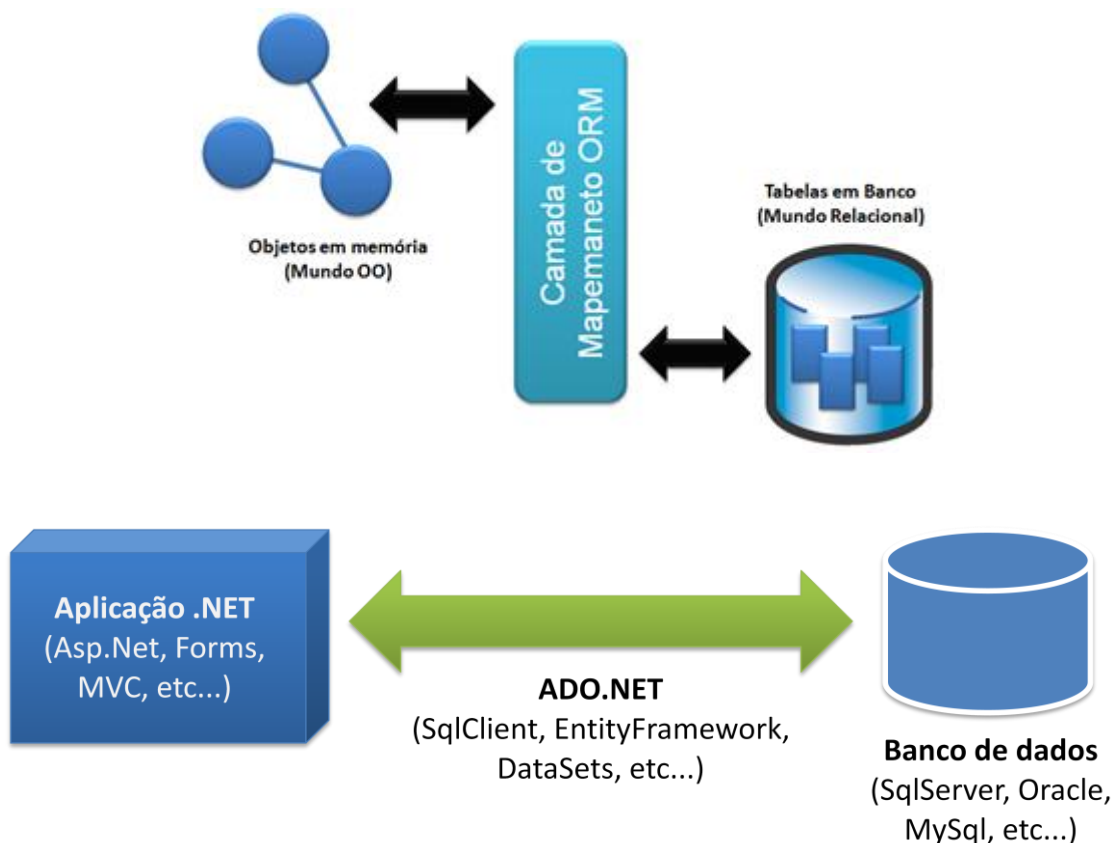 Objetos em memória
(Mundo OO)
Camada de
Mapemaneto ORM
Tabelas em Banco
(Mundo Relacional)
Aplicação .NET
(Asp.Net, Forms,
MVC, etc...)
ADO.NET
(SqlClient, EntityFramework,
DataSets, etc...)
Banco de dados
(SqlServer, Oracle,
MySql, etc...)